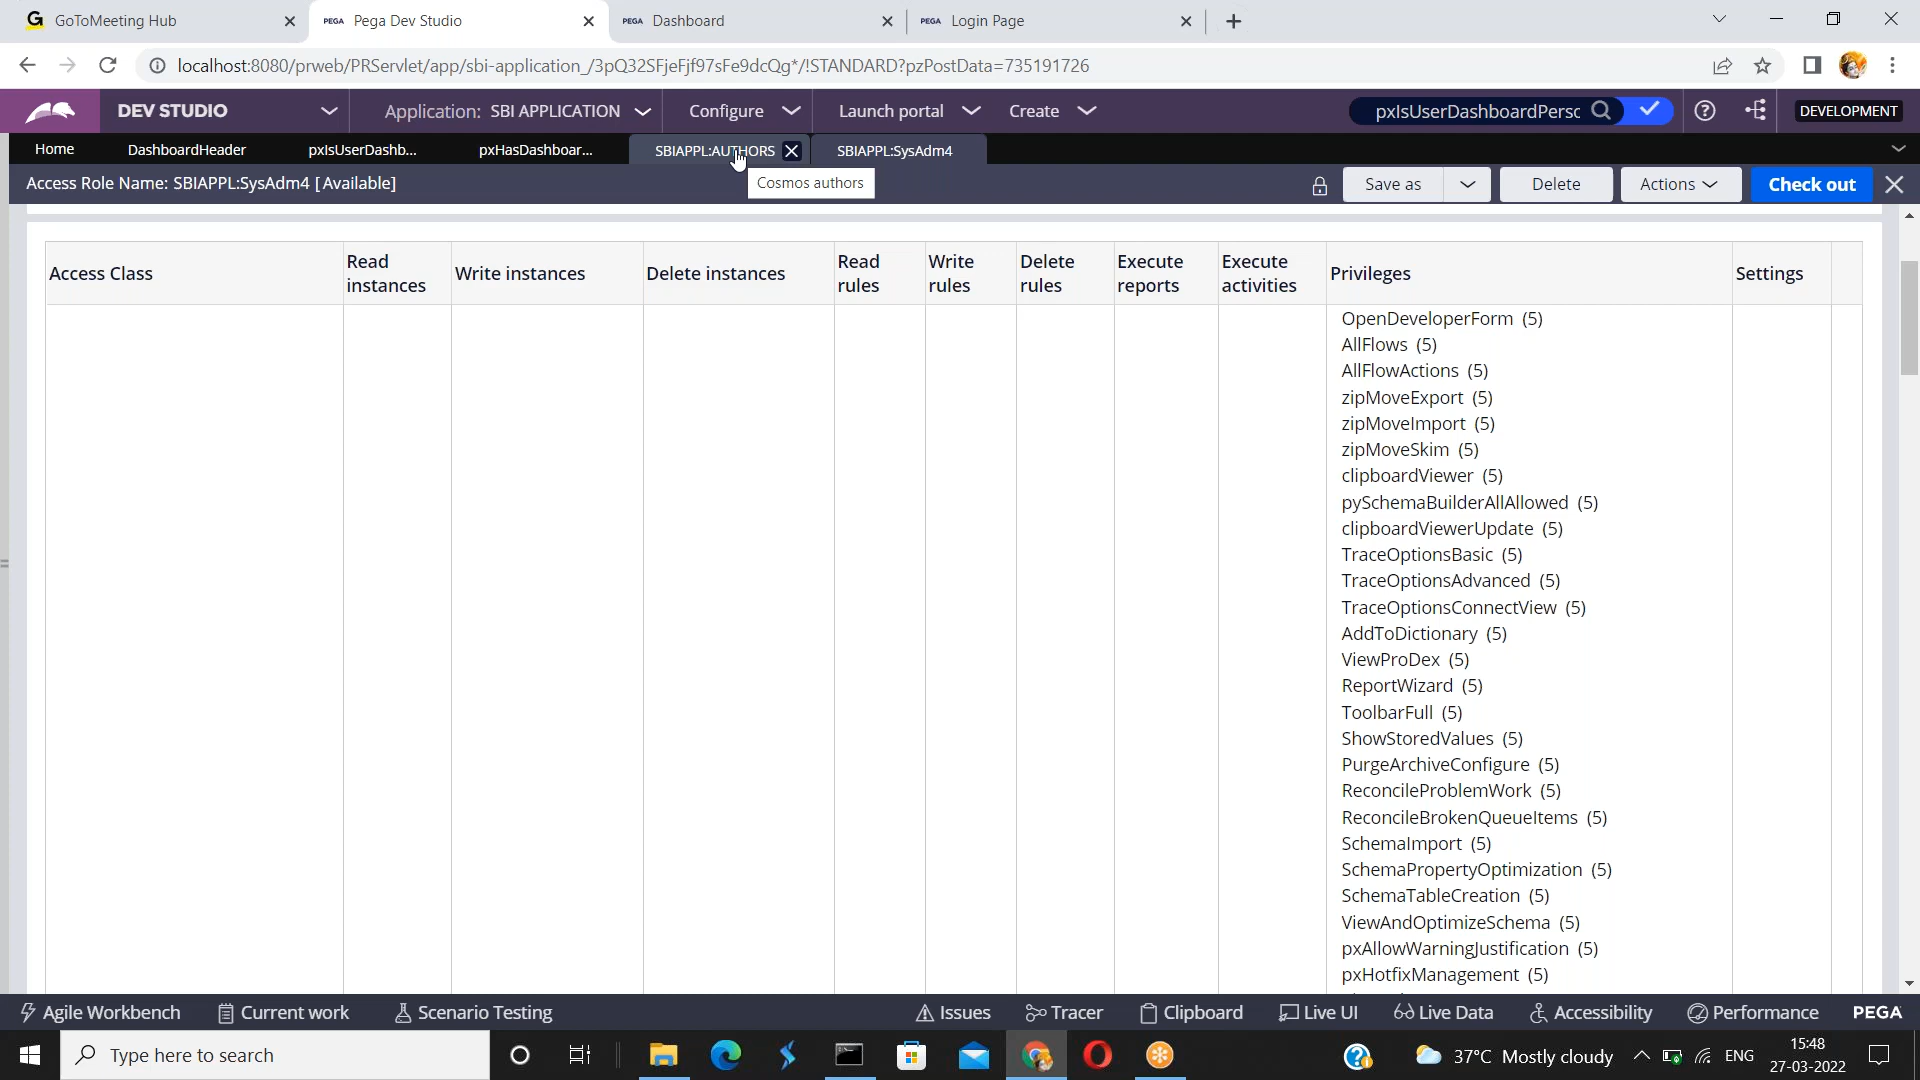 G GoToMeeting Hub
PEGA Pega Dev Studio
PEGA Dashboard
PEGA Login Page
localhost:8080/prweb/PRServlet/app/sbi-application_/3pQ32SFjeFjf97sFe9dcQg*/!STANDARD?pzPostData=735191726
DEV STUDIO
Application: SBI APPLICATION
Configure
Launch portal
Create
pxIsUserDashboardPersc
DEVELOPMENT
Home
DashboardHeader
pxIsUserDashb...
pxHasDashboar...
SBIAPPL:AUTHORS
SBIAPPL:SysAdm4
Access Role Name: SBIAPPL:SysAdm4 [Available]
Cosmos authors
Save as
Delete
Actions
Check out
Access Class
Read instances
Write instances
Delete instances
Read rules
Write rules
Delete rules
Execute reports
Execute activities
Privileges
Settings
OpenDeveloperForm (5)
AllFlows (5)
AllFlowActions (5)
zipMoveExport (5)
zipMoveImport (5)
zipMoveSkim (5)
clipboardViewer (5)
pySchemaBuilderAllAllowed (5)
clipboardViewerUpdate (5)
TraceOptionsBasic (5)
TraceOptionsAdvanced (5)
TraceOptionsConnectView (5)
AddToDictionary (5)
ViewProDex (5)
ReportWizard (5)
ToolbarFull (5)
ShowStoredValues (5)
PurgeArchiveConfigure (5)
ReconcileProblemWork (5)
ReconcileBrokenQueueItems (5)
SchemaImport (5)
SchemaPropertyOptimization (5)
SchemaTableCreation (5)
ViewAndOptimizeSchema (5)
pxAllowWarningJustification (5)
pxHotfixManagement (5)
Agile Workbench
Current work
Scenario Testing
Issues
Tracer
Clipboard
Live UI
Live Data
Accessibility
Performance
PEGA
Type here to search
37°C Mostly cloudy
ENG
15:48
27-03-2022